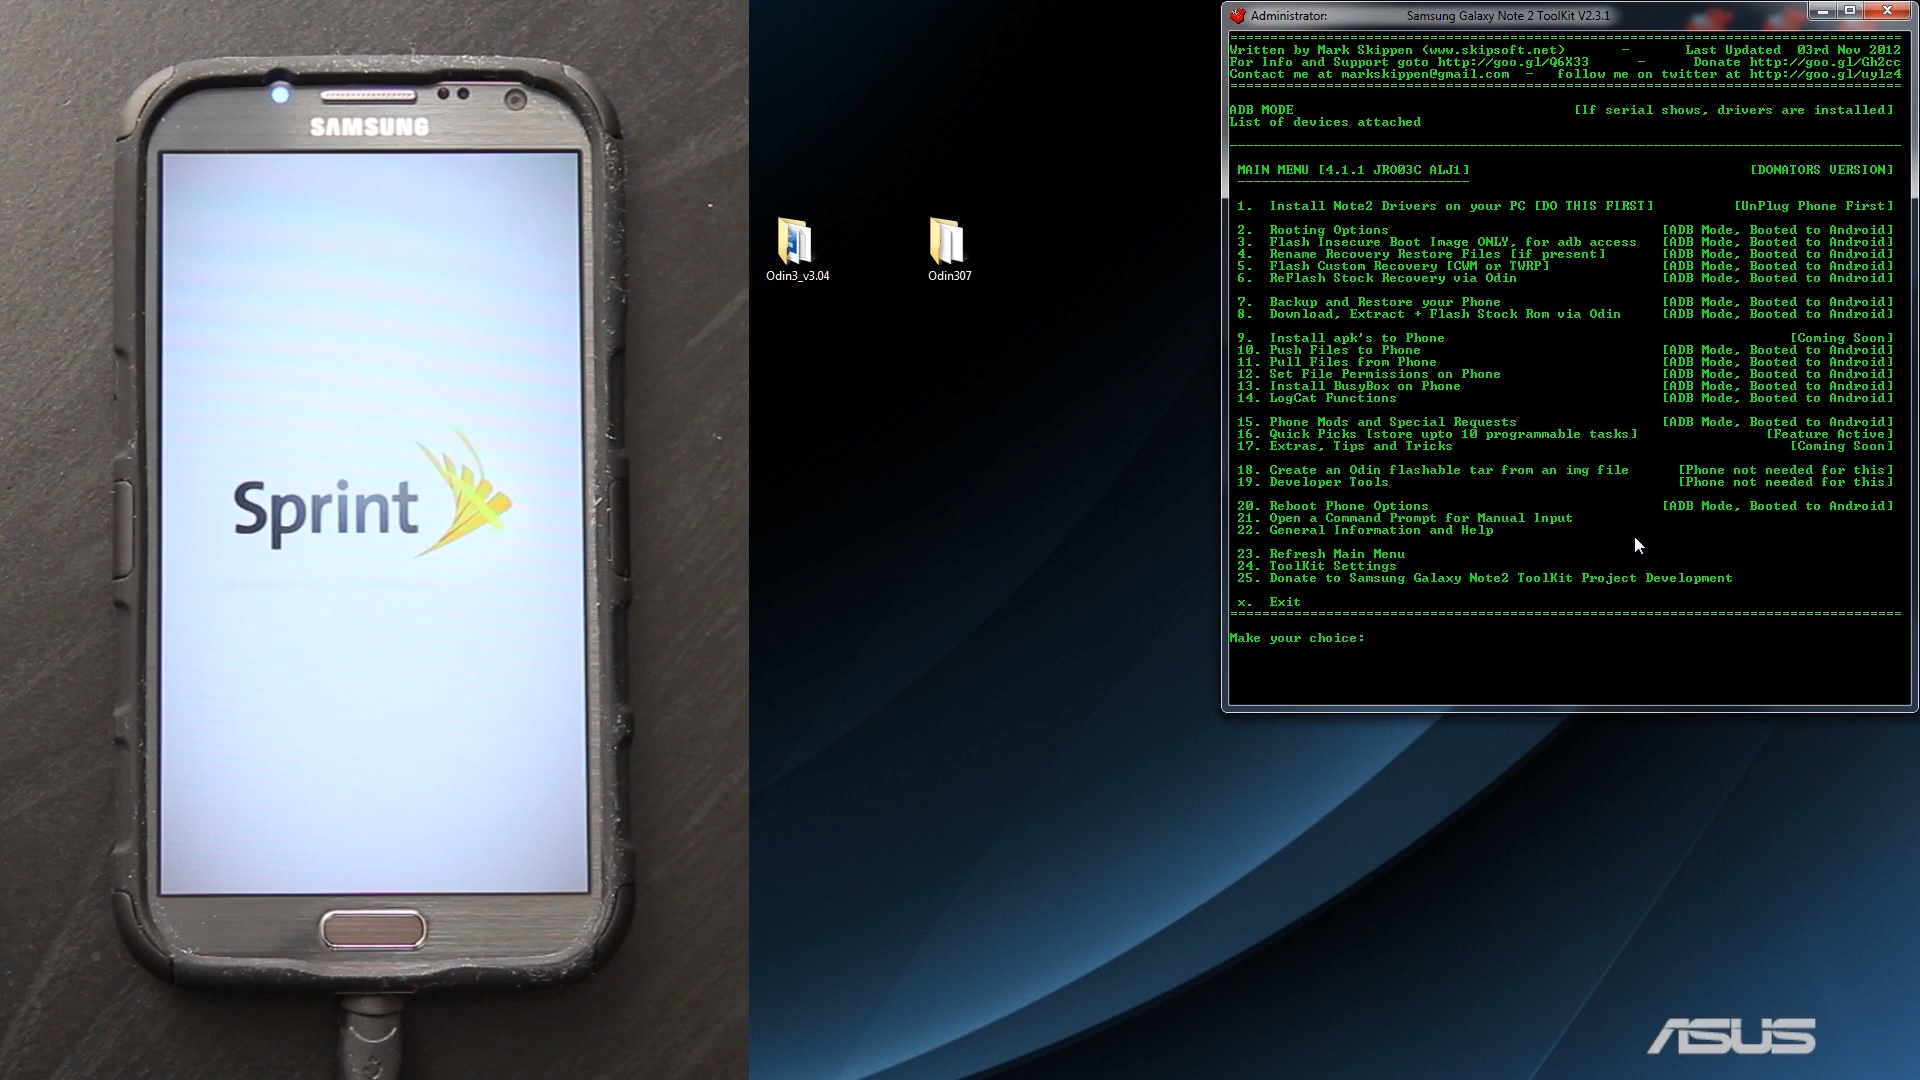 SAMSUNG
Sprint
Odin3_v3.04
Odin307
Administrator: Samsung Galaxy Note 2 ToolKit V2.3.1
Written by Mark Skippen (www.skipsoft.net) - Last Updated 03rd Nov 2012
For Info and Support goto http://goo.gl/Q6X33 - Donate http://goo.gl/Gh2cc
Contact me at markskippen@gmail.com - follow me on twitter at http://goo.gl/uylz4
ADB MODE [If serial shows, drivers are installed]
List of devices attached
MAIN MENU [4.1.1 JRO03C ALJ1] [DONATORS VERSION]
1. Install Note2 Drivers on your PC [DO THIS FIRST] [UnPlug Phone First]
2. Rooting Options [ADB Mode, Booted to Android]
3. Flash Insecure Boot Image ONLY, for adb access [ADB Mode, Booted to Android]
4. Rename Recovery Restore Files [if present] [ADB Mode, Booted to Android]
5. Flash Custom Recovery [CWM or TWRP] [ADB Mode, Booted to Android]
6. ReFlash Stock Recovery via Odin [ADB Mode, Booted to Android]
7. Backup and Restore your Phone [ADB Mode, Booted to Android]
8. Download, Extract + Flash Stock Rom via Odin [ADB Mode, Booted to Android]
9. Install apk's to Phone [Coming Soon]
10. Push Files to Phone [ADB Mode, Booted to Android]
11. Pull Files from Phone [ADB Mode, Booted to Android]
12. Set File Permissions on Phone [ADB Mode, Booted to Android]
13. Install BusyBox on Phone [ADB Mode, Booted to Android]
14. LogCat Functions [ADB Mode, Booted to Android]
15. Phone Mods and Special Requests [ADB Mode, Booted to Android]
16. Quick Picks [store upto 10 programmable tasks] [Feature Active]
17. Extras, Tips and Tricks [Coming Soon]
18. Create an Odin flashable tar from an img file [Phone not needed for this]
19. Developer Tools [Phone not needed for this]
20. Reboot Phone Options [ADB Mode, Booted to Android]
21. Open a Command Prompt for Manual Input
22. General Information and Help
23. Refresh Main Menu
24. ToolKit Settings
25. Donate to Samsung Galaxy Note2 ToolKit Project Development
x. Exit
Make your choice:
ASUS